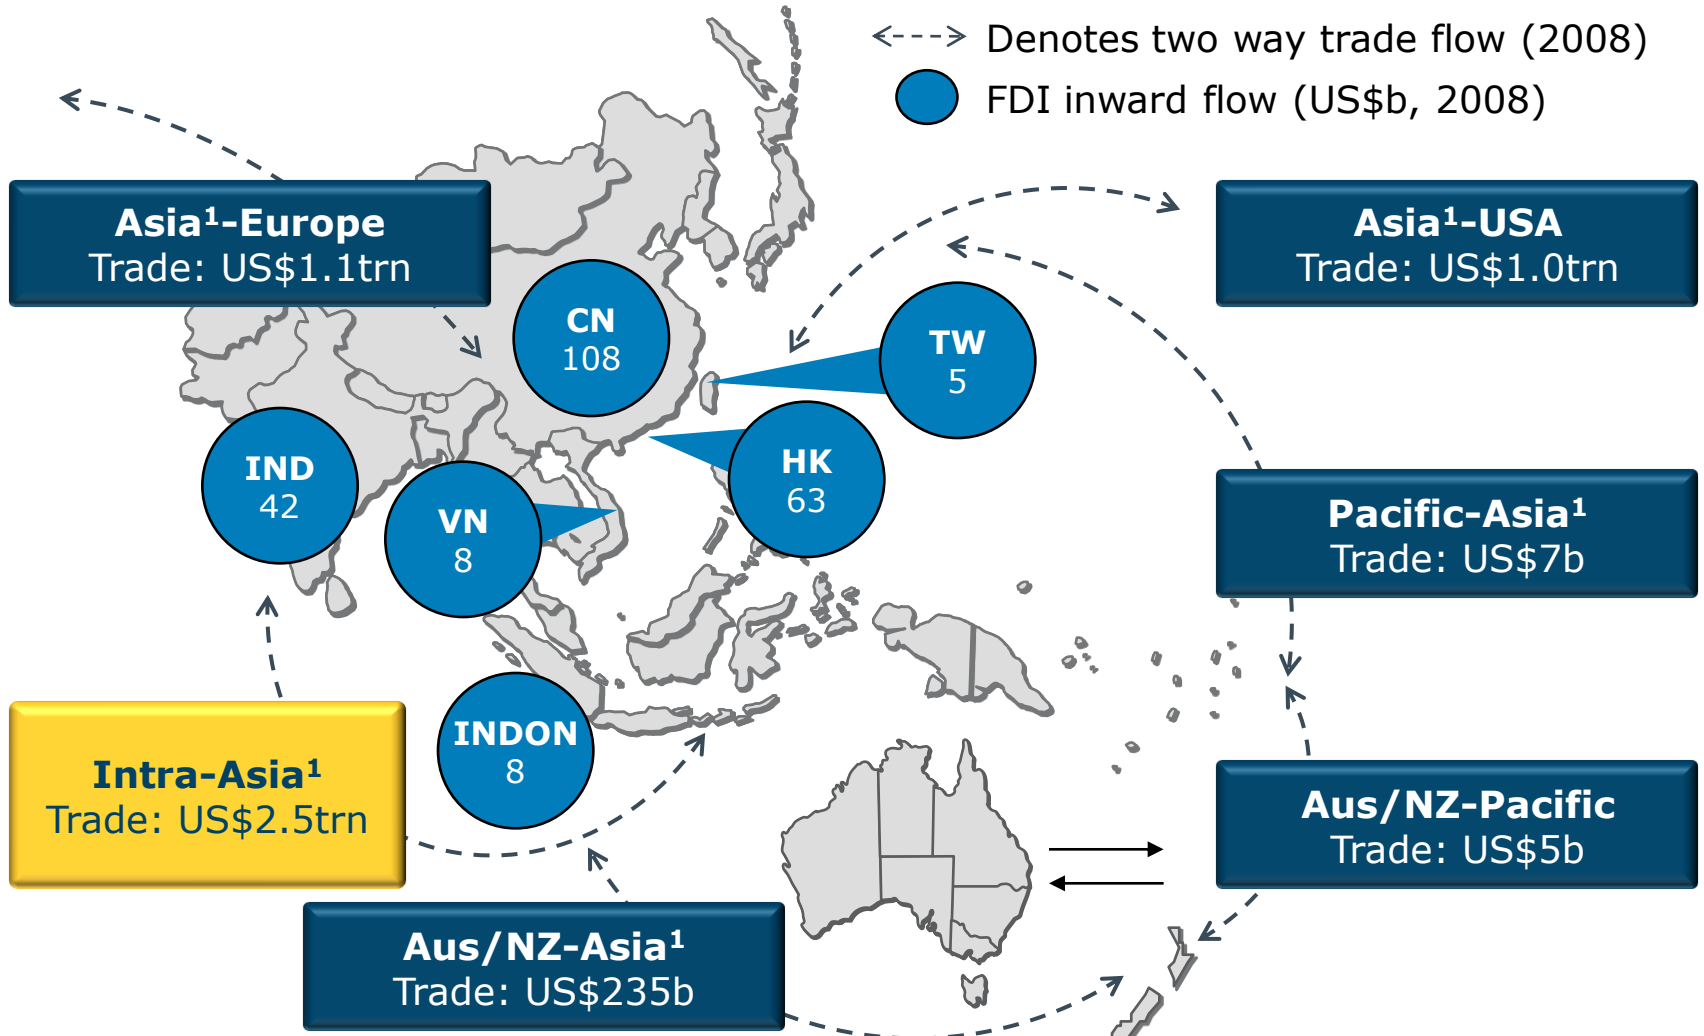 Denotes two way trade flow (2008)
FDI inward flow (US$b, 2008)
Asia¹-Europe
Trade: US$1.1trn
Asia¹-USA
Trade: US$1.0trn
CN
108
TW
5
IND
42
VN
8
HK
63
Pacific-Asia¹
Trade: US$7b
INDON
8
Intra-Asia¹
Trade: US$2.5trn
Aus/NZ-Pacific
Trade: US$5b
Aus/NZ-Asia¹
Trade: US$235b